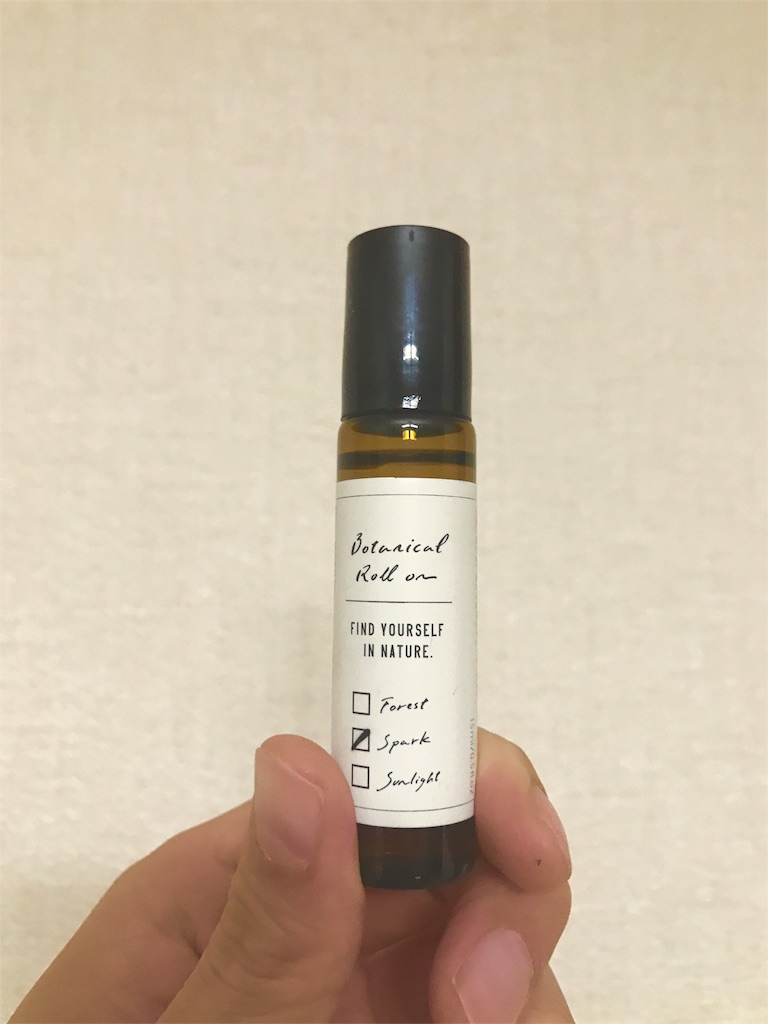 Botanical
Roll on
FIND YOURSELF
IN NATURE.
Forest
Spark
Sunlight